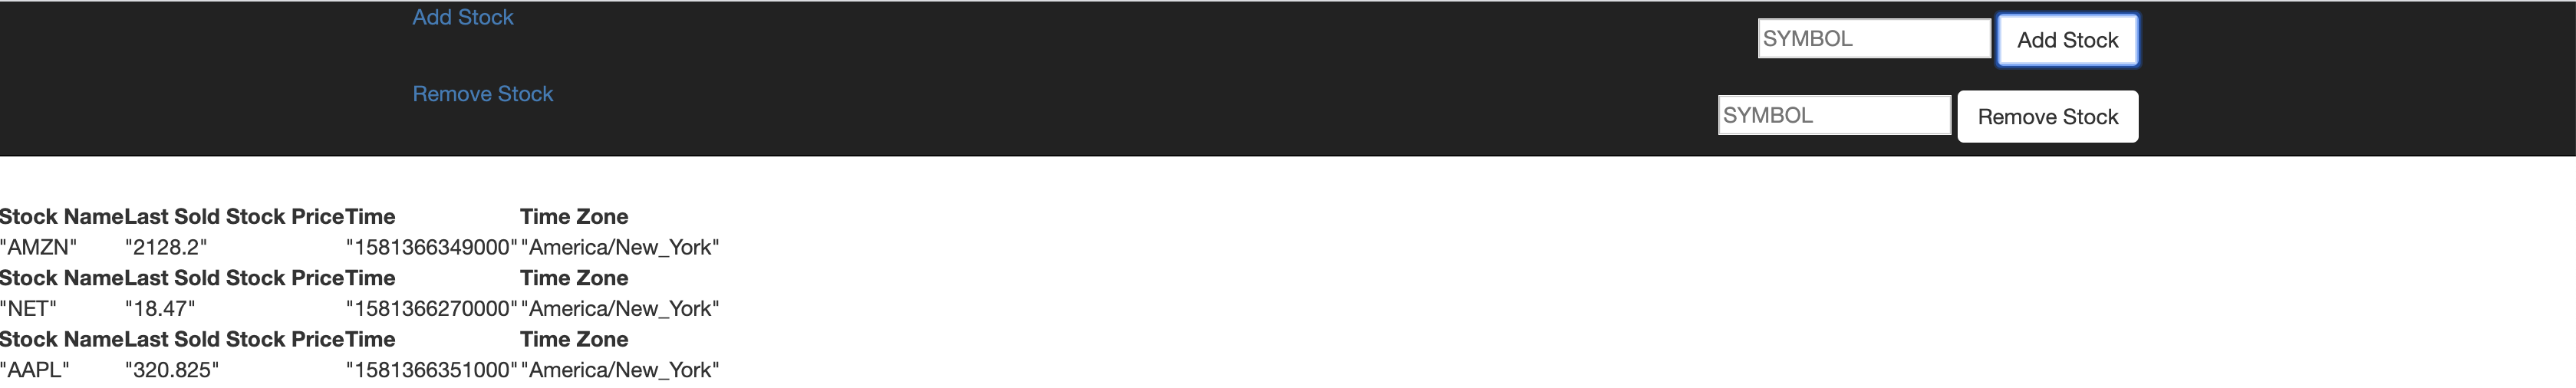 Add Stock
SYMBOL Add Stock
Remove Stock
SYMBOL Remove Stock
Stock Name Last Sold Stock Price Time Time Zone
"AMZN" "2128.2" "1581366349000" "America/New_York"
Stock Name Last Sold Stock Price Time Time Zone
"NET" "18.47" "1581366270000" "America/New_York"
Stock Name Last Sold Stock Price Time Time Zone
"AAPL" "320.825" "1581366351000" "America/New_York"